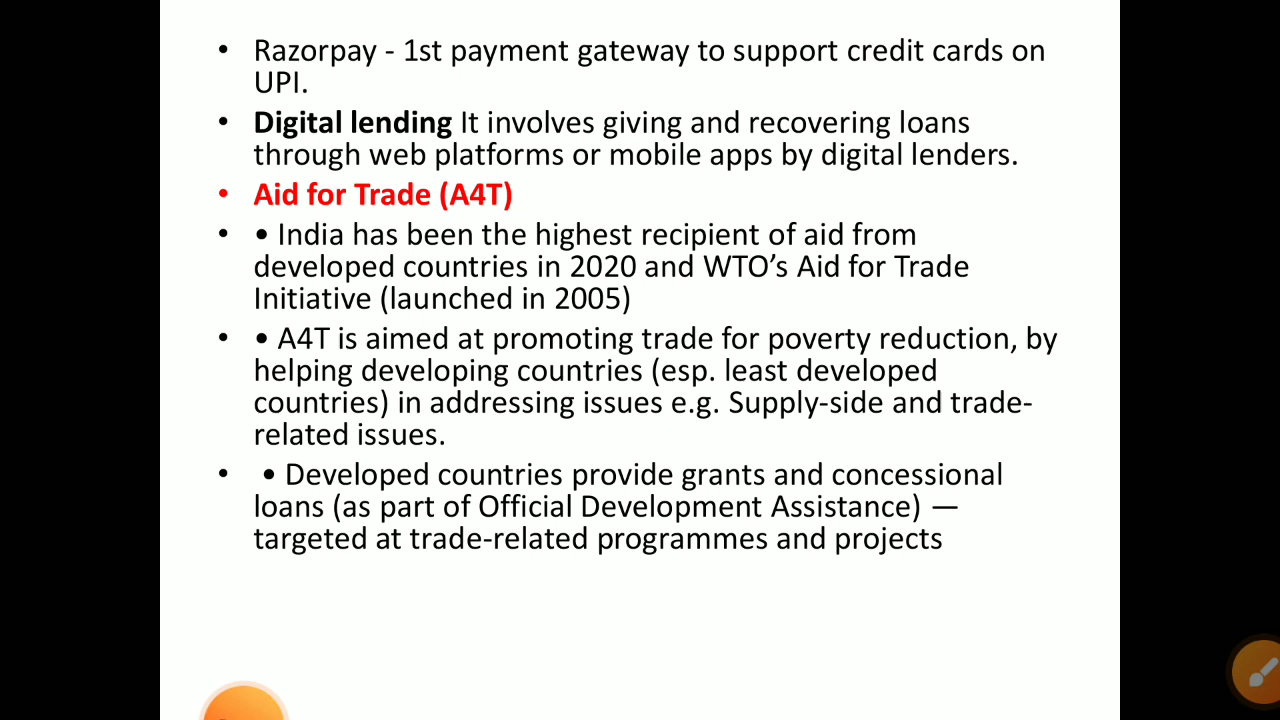 • Razorpay - 1st payment gateway to support credit cards on
UPI.
• Digital lending It involves giving and recovering loans
through web platforms or mobile apps by digital lenders.
• Aid for Trade (A4T)
• • India has been the highest recipient of aid from
developed countries in 2020 and WTO’s Aid for Trade
Initiative (launched in 2005)
• • A4T is aimed at promoting trade for poverty reduction, by
helping developing countries (esp. least developed
countries) in addressing issues e.g. Supply-side and trade-
related issues.
• • Developed countries provide grants and concessional
loans (as part of Official Development Assistance) —
targeted at trade-related programmes and projects